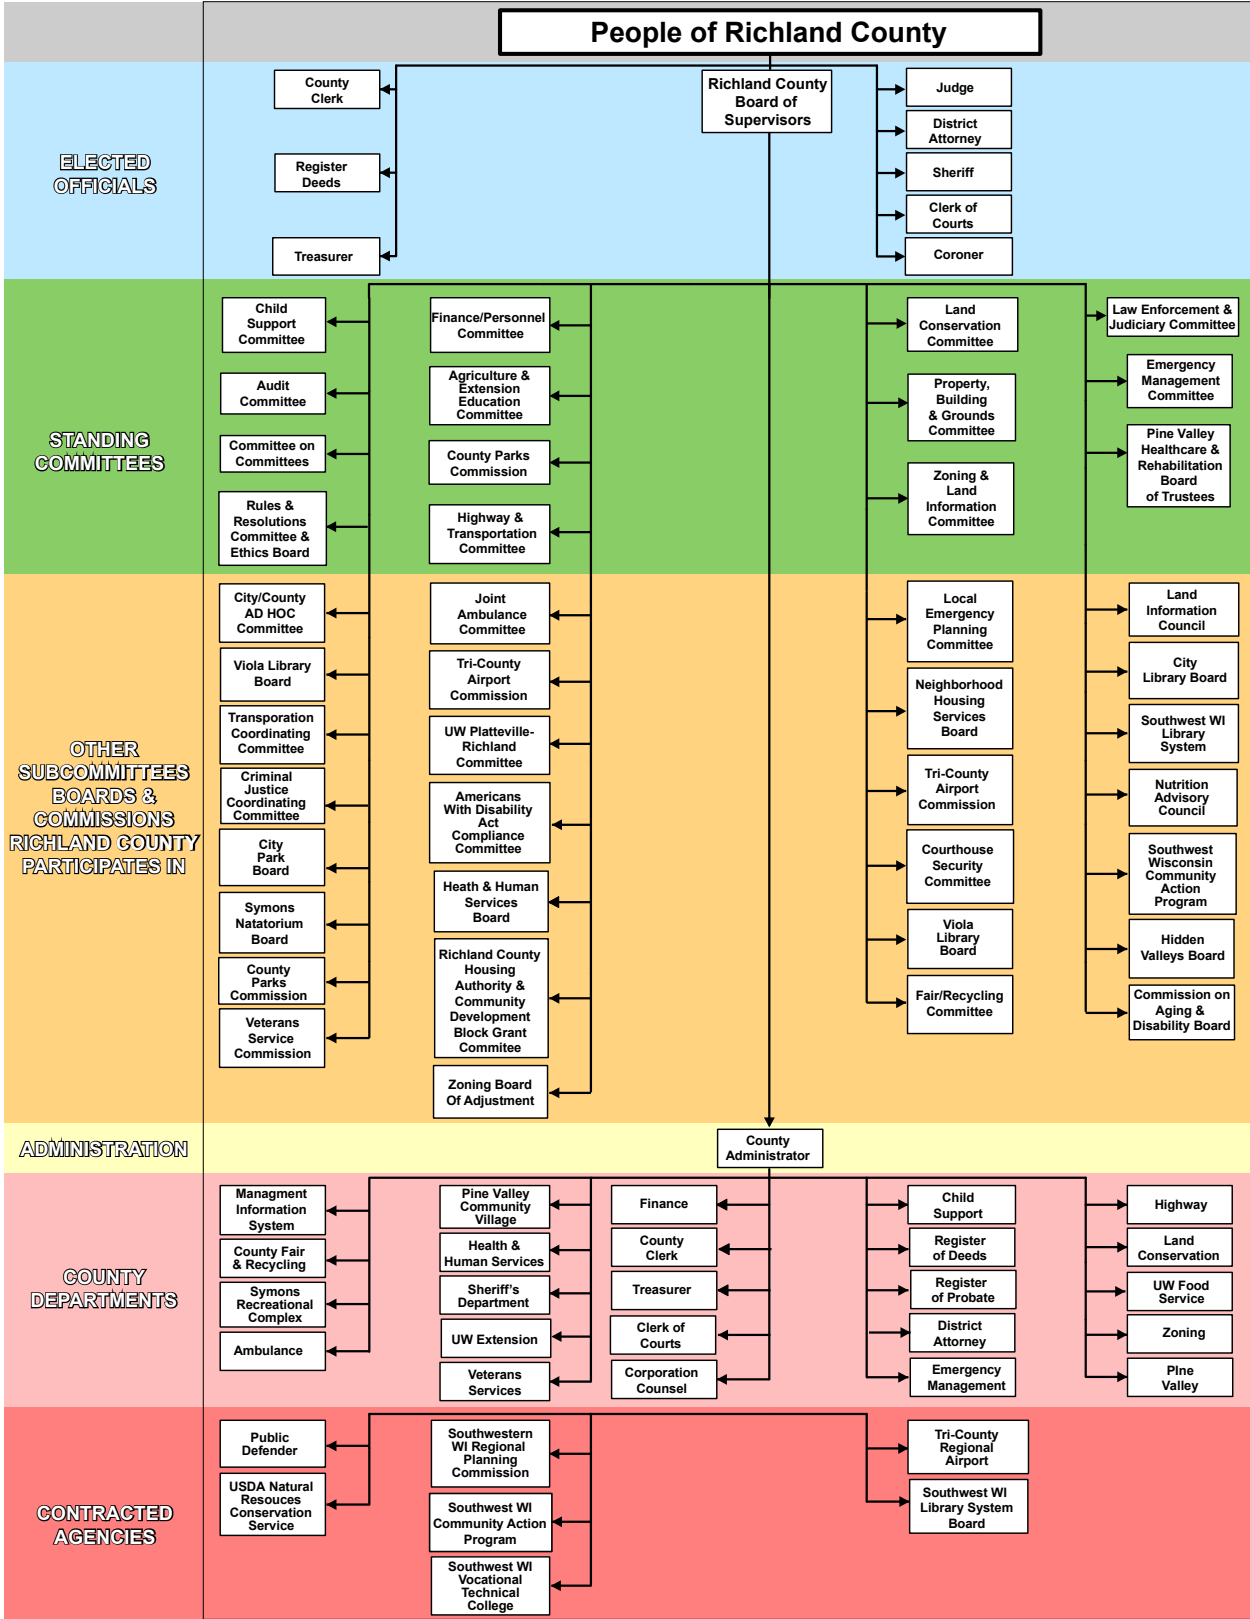 People of Richland County
ELECTED
OFFICIALS
County
Clerk
Register
Deeds
Treasurer
Richland County
Board of
Supervisors
Judge
District
Attorney
Sheriff
Clerk of
Courts
Coroner
STANDING
COMMITTEES
Child
Support
Committee
Audit
Committee
Committee on
Committees
Rules &
Resolutions
Committee &
Ethics Board
Finance/Personnel
Committee
Agriculture &
Extension
Education
Committee
County Parks
Commission
Highway &
Transportation
Committee
Land
Conservation
Committee
Property,
Building
& Grounds
Committee
Zoning &
Land
Information
Committee
Law Enforcement &
Judiciary Committee
Emergency
Management
Committee
Pine Valley
Healthcare &
Rehabilitation
Board
of Trustees
OTHER
SUBCOMMITTEES
BOARDS &
COMMISSIONS
RICHLAND COUNTY
PARTICIPATES IN
City/County
AD HOC
Committee
Viola Library
Board
Transporation
Coordinating
Committee
Criminal
Justice
Coordinating
Committee
City
Park
Board
Symons
Natatorium
Board
County
Parks
Commission
Veterans
Service
Commission
Joint
Ambulance
Committee
Tri-County
Airport
Commission
UW Platteville-
Richland
Committee
Americans
With Disability
Act
Compliance
Committee
Heath & Human
Services
Board
Richland County
Housing
Authority &
Community
Development
Block Grant
Commitee
Zoning Board
Of Adjustment
Local
Emergency
Planning
Committee
Neighborhood
Housing
Services
Board
Tri-County
Airport
Commission
Courthouse
Security
Committee
Viola
Library
Board
Fair/Recycling
Committee
Land
Information
Council
City
Library Board
Southwest WI
Library
System
Nutrition
Advisory
Council
Southwest
Wisconsin
Community
Action
Program
Hidden
Valleys Board
Commission on
Aging &
Disability Board
ADMINISTRATION
County
Administrator
COUNTY
DEPARTMENTS
Managment
Information
System
County Fair
& Recycling
Symons
Recreational
Complex
Ambulance
Pine Valley
Community
Village
Health &
Human Services
Sheriff's
Department
UW Extension
Veterans
Services
Finance
County
Clerk
Treasurer
Clerk of
Courts
Corporation
Counsel
Child
Support
Register
of Deeds
Register
of Probate
District
Attorney
Emergency
Management
Highway
Land
Conservation
UW Food
Service
Zoning
PIne
Valley
CONTRACTED
AGENCIES
Public
Defender
USDA Natural
Resouces
Conservation
Service
Southwestern
WI Regional
Planning
Commission
Southwest WI
Community Action
Program
Southwest WI
Vocational
Technical
College
Tri-County
Regional
Airport
Southwest WI
Library System
Board